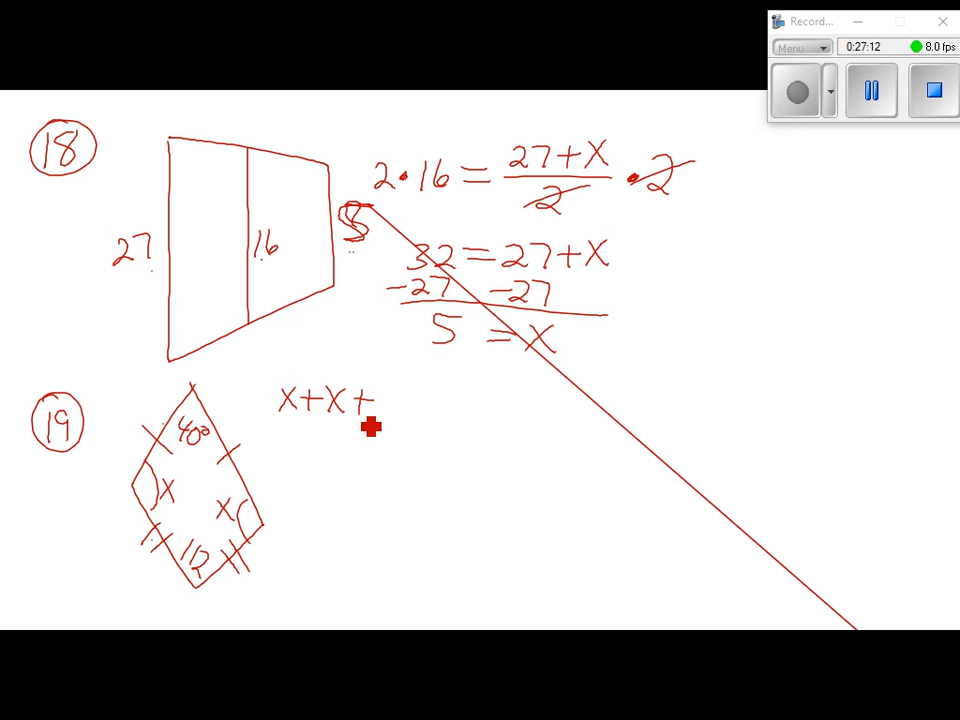 Record...
Menu
0:27:12
8.0 fps
18
2 • 16 = 27 + X / 2 • 2
27
16
5
32 = 27 + X
-27 -27
5 = X
19
40°
X
X
X + X +